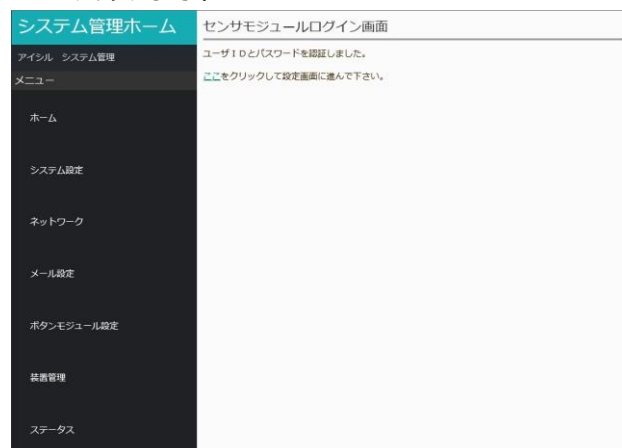 システム管理ホーム
アイシル システム管理
メニュー
ホーム
システム設定
ネットワーク
メール設定
ボタンモジュール設定
装置管理
ステータス
センサモジュールログイン画面
ユーザIDとパスワードを認証しました。
ここをクリックして設定画面に進んで下さい。